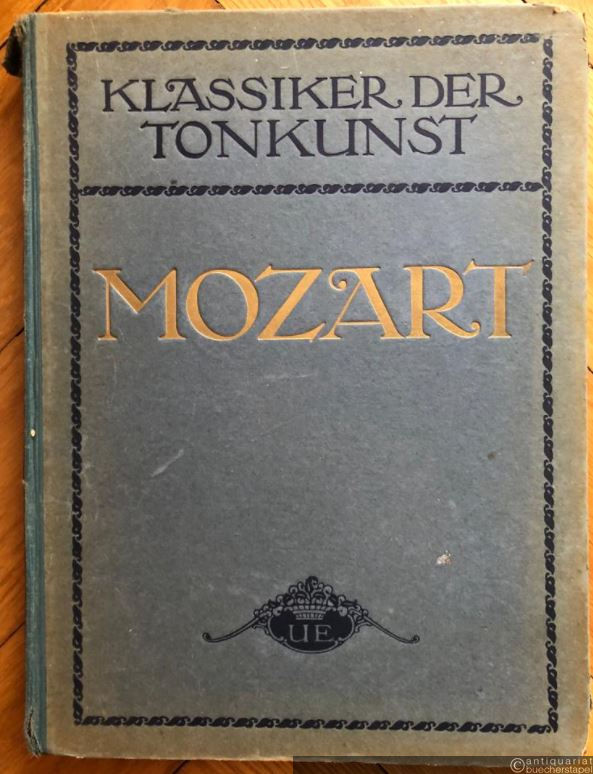 KLASSIKER DER
TONKUNST
MOZART
UE
©antiquariat
buecherstapel